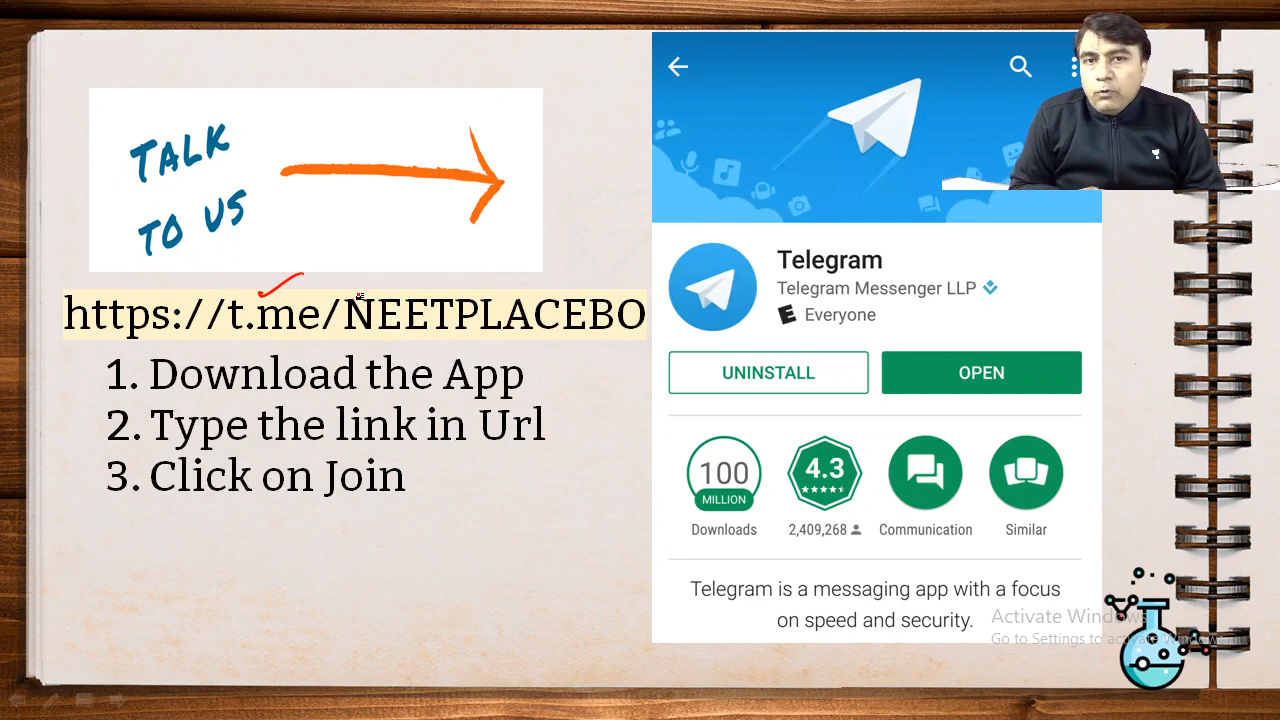 TALK
TO US
https://t.me/NEETPLACEBO
1. Download the App
2. Type the link in Url
3. Click on Join
Telegram
Telegram Messenger LLP
E Everyone
UNINSTALL
OPEN
100
MILLION
Downloads
4.3
2,409,268
Communication
Similar
Telegram is a messaging app with a focus
on speed and security.
Activate Windows
Go to Settings to activate Windows.